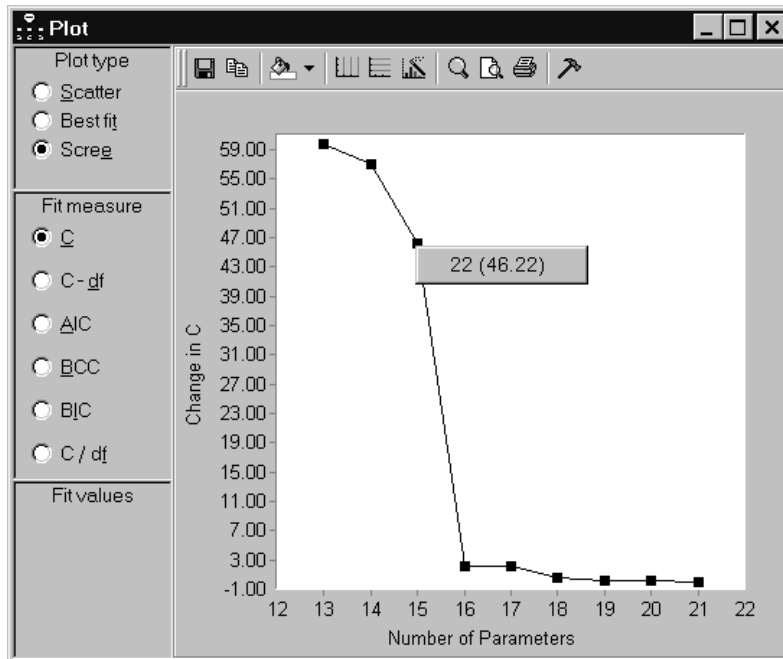 Plot
Plot type
Scatter
Best fit
Scree
Fit measure
C
C - df
AIC
BCC
BIC
C / df
Fit values
59.00
55.00
51.00
47.00
43.00
39.00
35.00
31.00
27.00
23.00
19.00
15.00
11.00
7.00
3.00
-1.00
Change in C
22 (46.22)
12 13 14 15 16 17 18 19 20 21 22
Number of Parameters